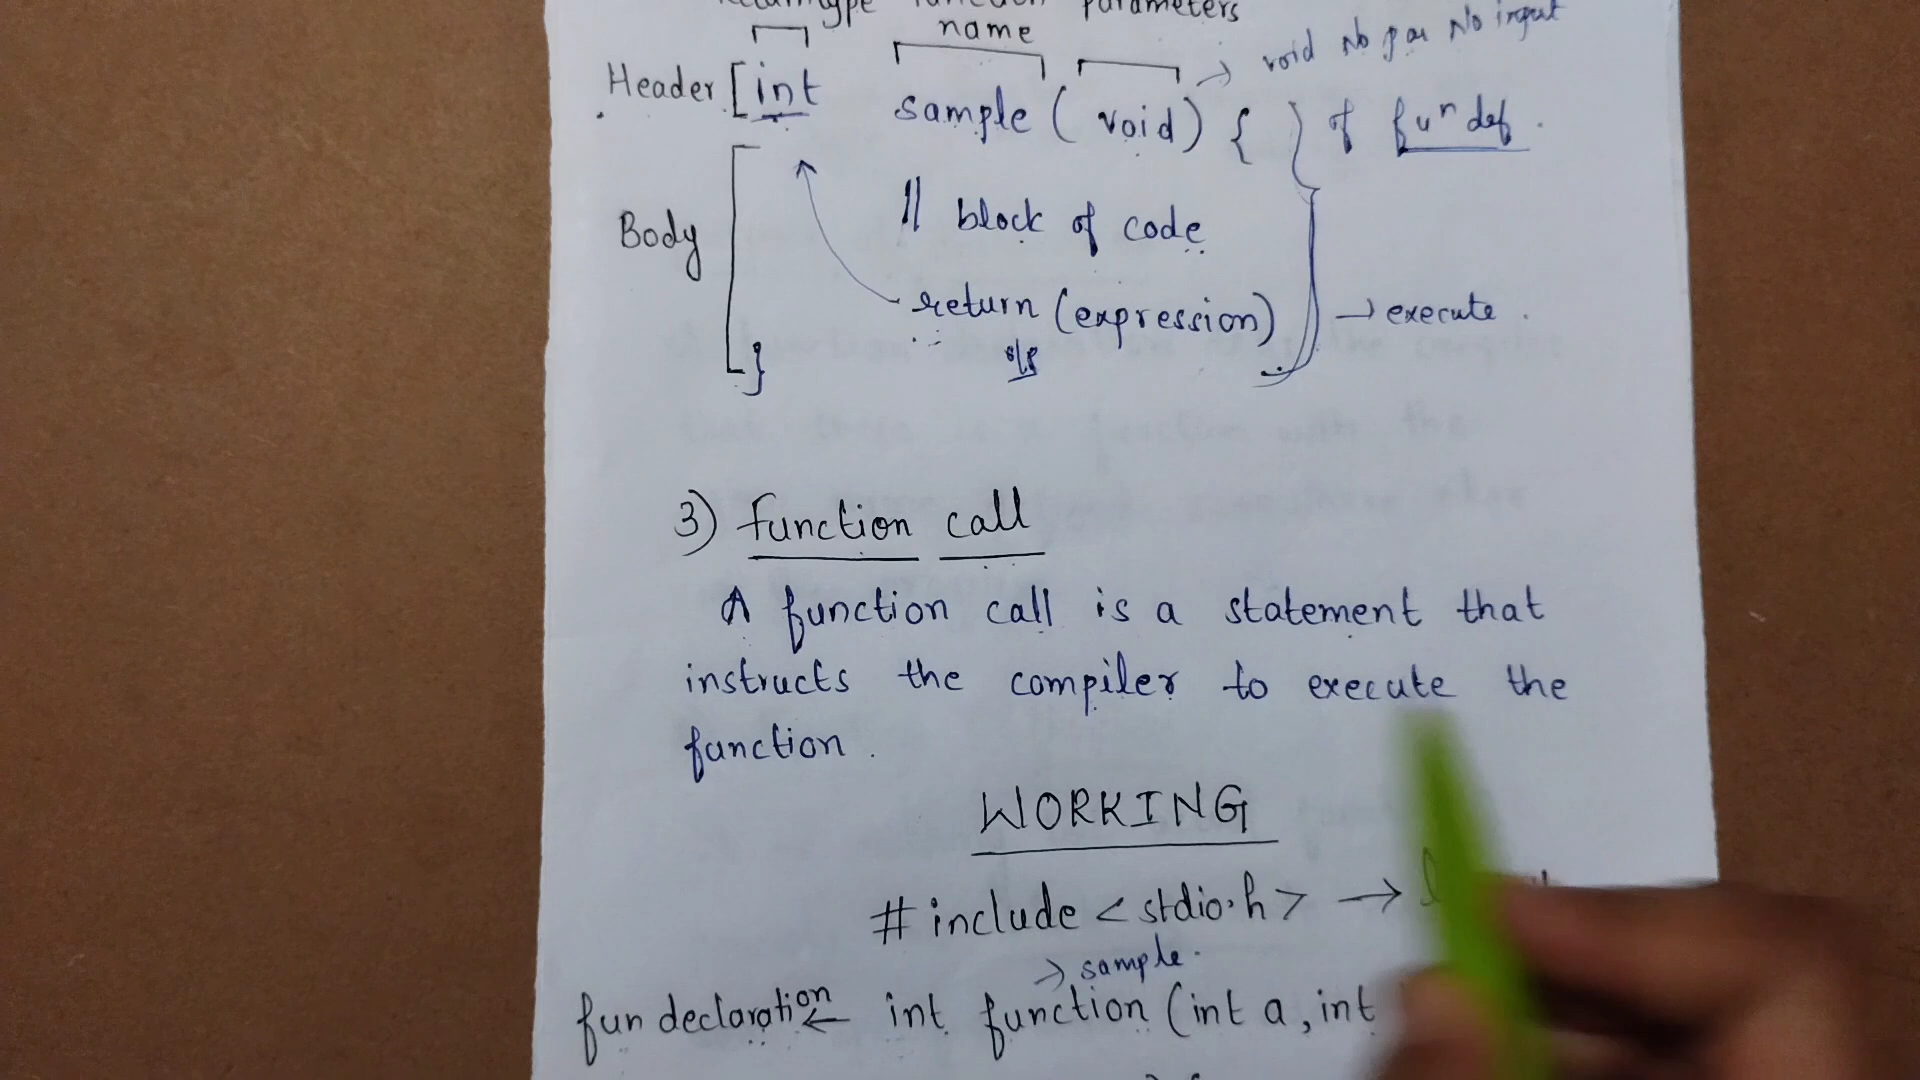 function parameters
name
void No par No input
Header [ int sample ( void ) { } of fuⁿ def .
Body
// block of code
return (expression) → execute .
}
3) function call
A function call is a statement that
instructs the compiler to execute the
function .
WORKING
# include < stdio.h > →
→ sample .
fun declaration ← int function (int a , int